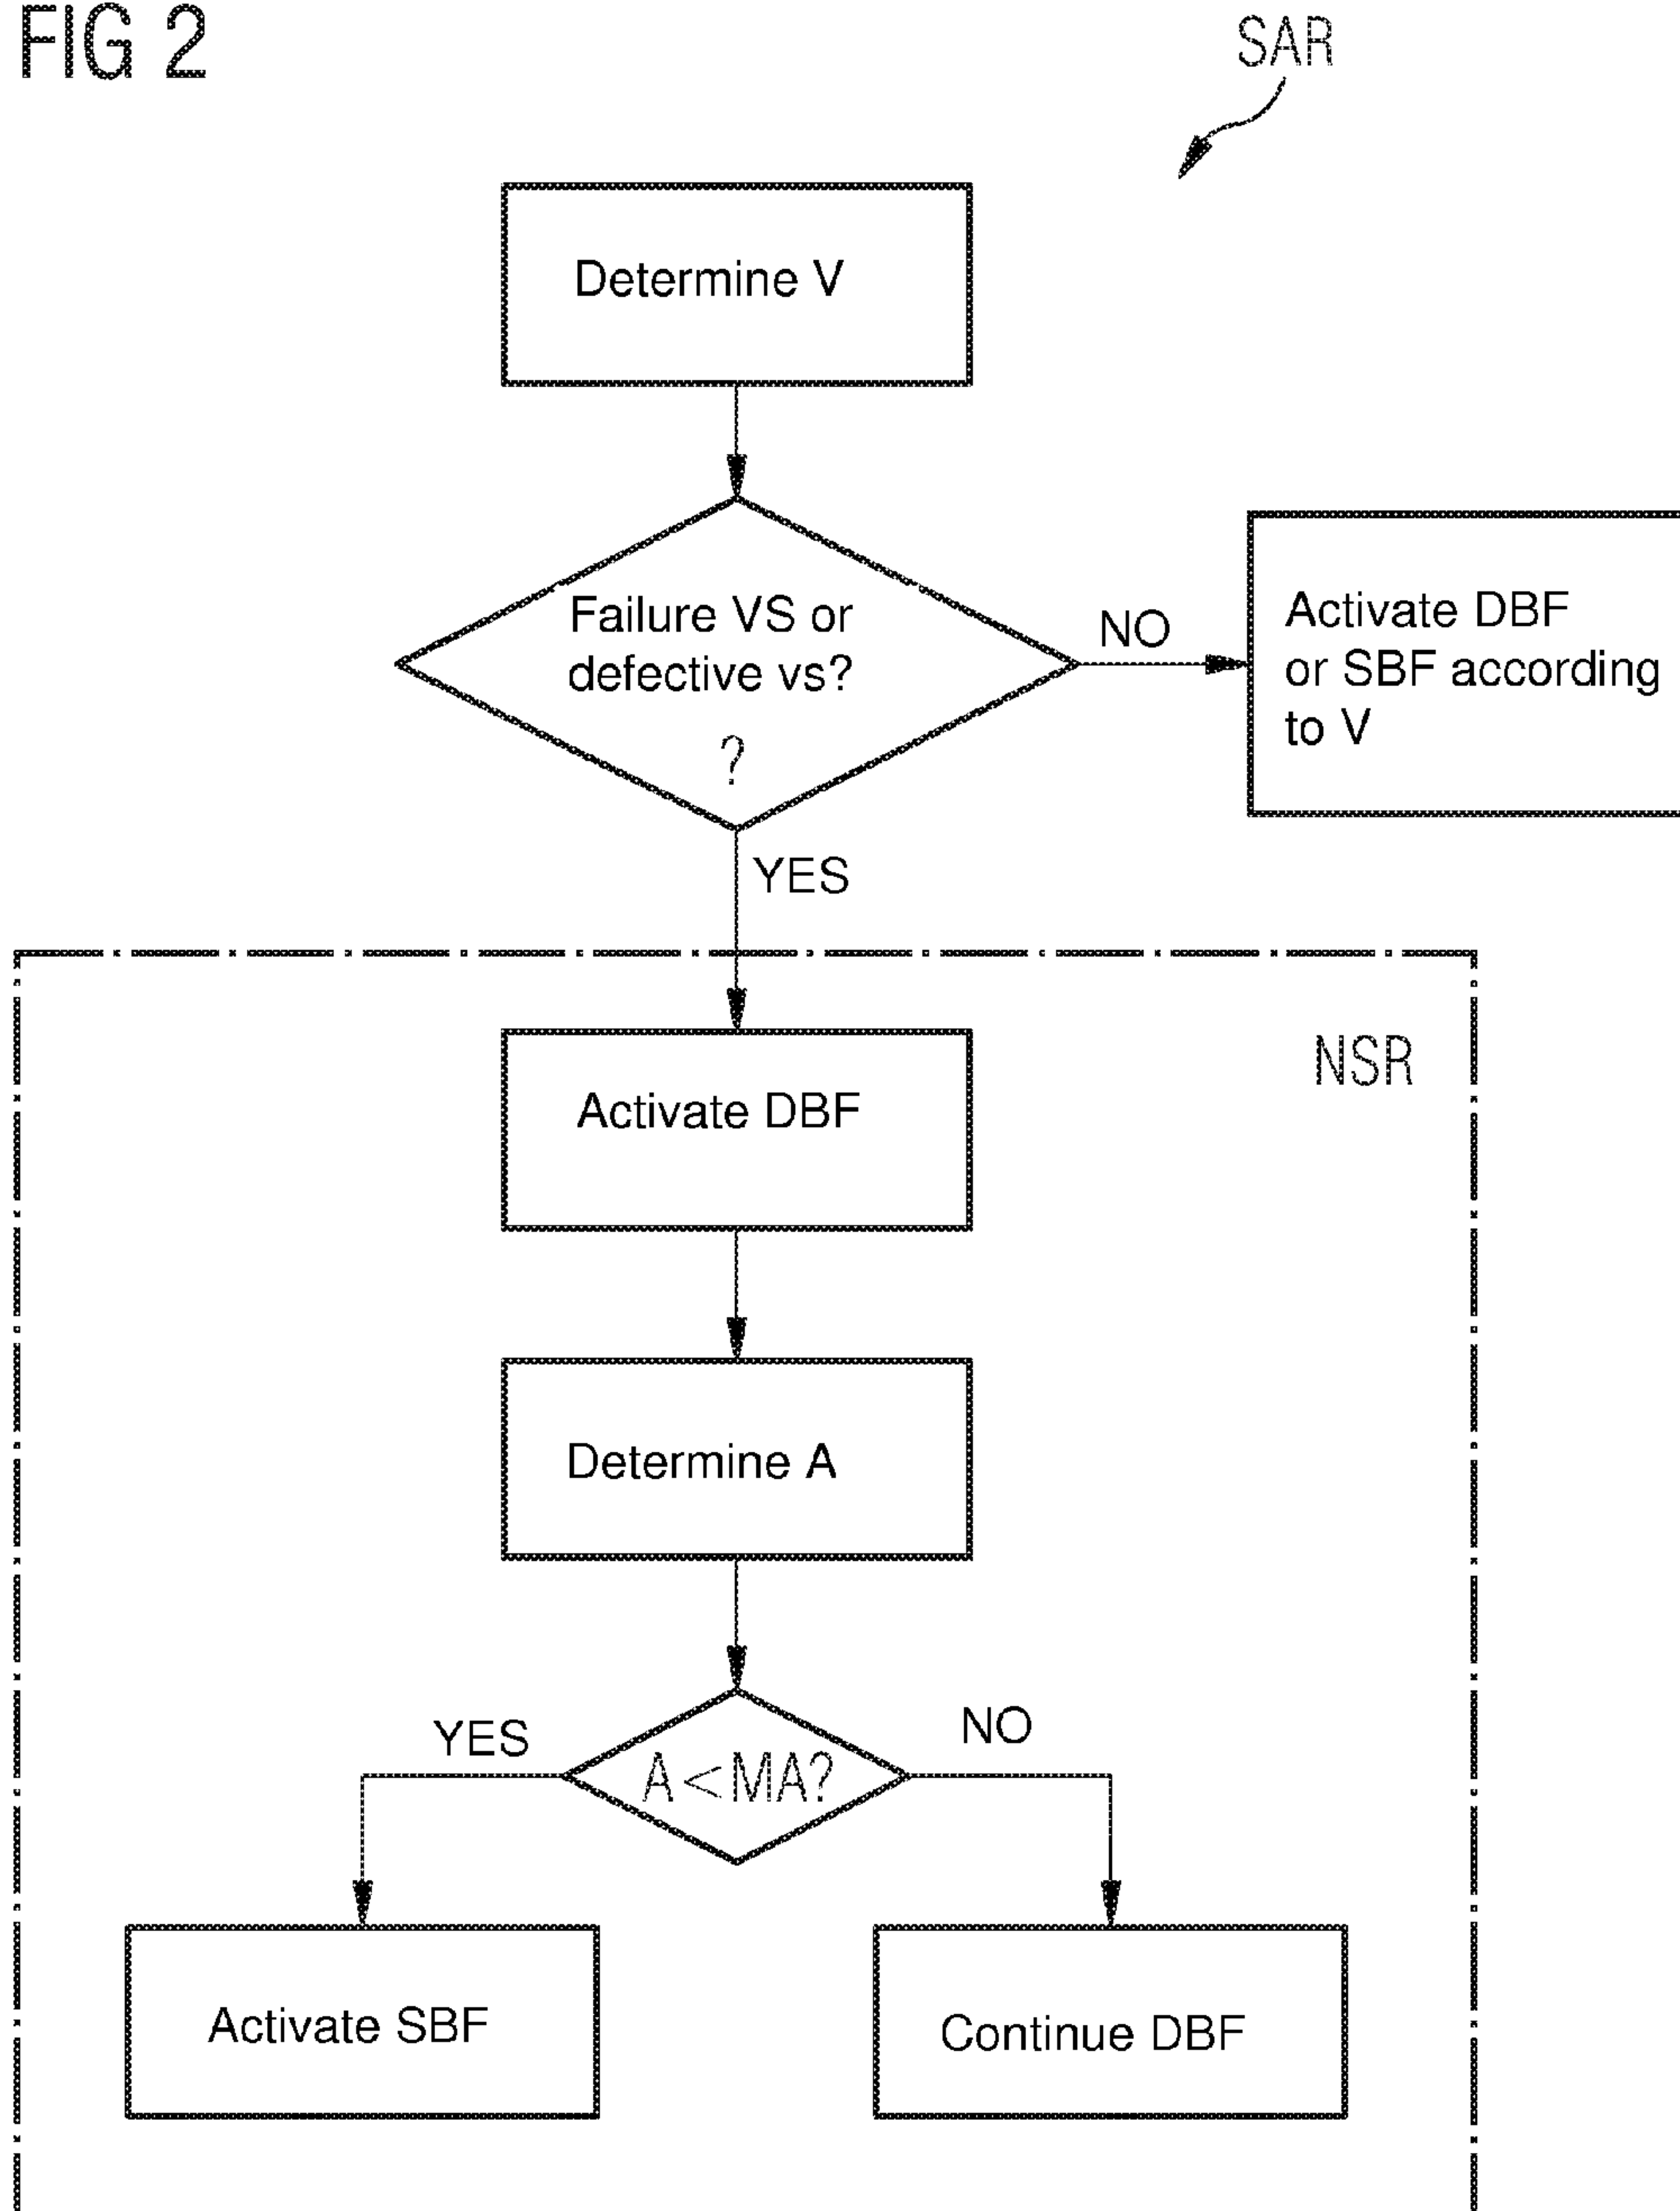 FIG 2
SAR
Determine V
Failure VS or
defective vs?
?
NO
Activate DBF
or SBF according
to V
YES
NSR
Activate DBF
Determine A
YES
NO
A < MA?
Activate SBF
Continue DBF